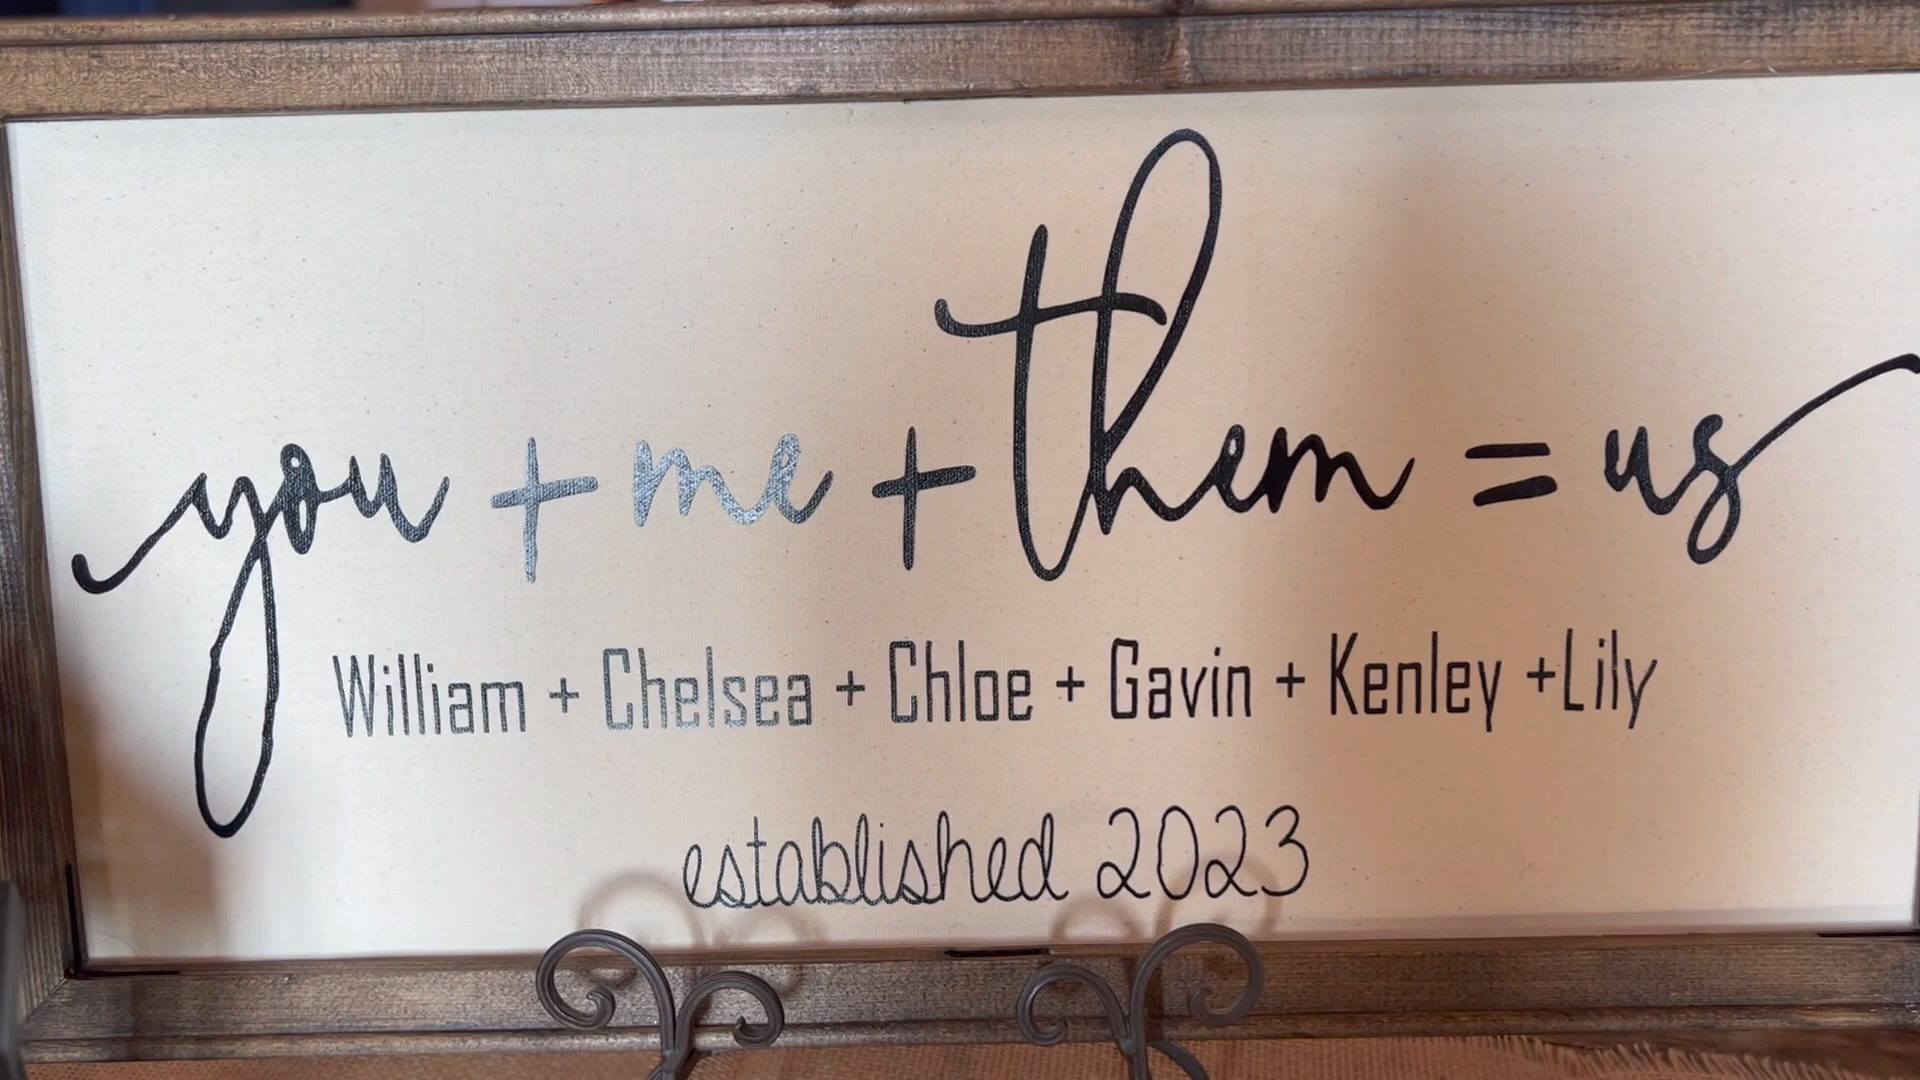 you + me + them = us
William + Chelsea + Chloe + Gavin + Kenley +Lily
established 2023